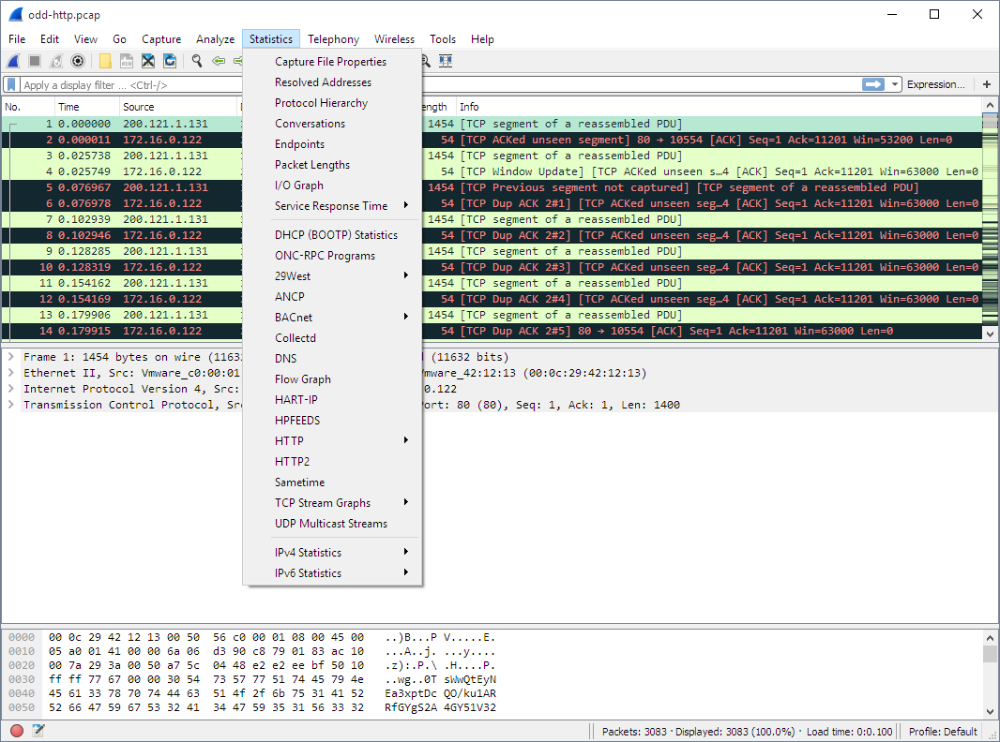 odd-http.pcap
File Edit View Go Capture Analyze Statistics Telephony Wireless Tools Help
Apply a display filter ... <Ctrl-/> Expression... +
No. Time Source ength Info
1 0.000000 200.121.1.131 1454 [TCP segment of a reassembled PDU]
2 0.000011 172.16.0.122 54 [TCP ACKed unseen segment] 80 → 10554 [ACK] Seq=1 Ack=11201 Win=53200 Len=0
3 0.025738 200.121.1.131 1454 [TCP segment of a reassembled PDU]
4 0.025749 172.16.0.122 54 [TCP Window Update] [TCP ACKed unseen s…4 [ACK] Seq=1 Ack=11201 Win=63000 Len=0
5 0.076967 200.121.1.131 1454 [TCP Previous segment not captured] [TCP segment of a reassembled PDU]
6 0.076978 172.16.0.122 54 [TCP Dup ACK 2#1] [TCP ACKed unseen seg…4 [ACK] Seq=1 Ack=11201 Win=63000 Len=0
7 0.102939 200.121.1.131 1454 [TCP segment of a reassembled PDU]
8 0.102946 172.16.0.122 54 [TCP Dup ACK 2#2] [TCP ACKed unseen seg…4 [ACK] Seq=1 Ack=11201 Win=63000 Len=0
9 0.128285 200.121.1.131 1454 [TCP segment of a reassembled PDU]
10 0.128319 172.16.0.122 54 [TCP Dup ACK 2#3] [TCP ACKed unseen seg…4 [ACK] Seq=1 Ack=11201 Win=63000 Len=0
11 0.154162 200.121.1.131 1454 [TCP segment of a reassembled PDU]
12 0.154169 172.16.0.122 54 [TCP Dup ACK 2#4] [TCP ACKed unseen seg…4 [ACK] Seq=1 Ack=11201 Win=63000 Len=0
13 0.179906 200.121.1.131 1454 [TCP segment of a reassembled PDU]
14 0.179915 172.16.0.122 54 [TCP Dup ACK 2#5] 80 → 10554 [ACK] Seq=1 Ack=11201 Win=63000 Len=0
Capture File Properties
Resolved Addresses
Protocol Hierarchy
Conversations
Endpoints
Packet Lengths
I/O Graph
Service Response Time
DHCP (BOOTP) Statistics
ONC-RPC Programs
29West
ANCP
BACnet
Collectd
DNS
Flow Graph
HART-IP
HPFEEDS
HTTP
HTTP2
Sametime
TCP Stream Graphs
UDP Multicast Streams
IPv4 Statistics
IPv6 Statistics
Frame 1: 1454 bytes on wire (1163 (11632 bits)
Ethernet II, Src: Vmware_c0:00:01 mware_42:12:13 (00:0c:29:42:12:13)
Internet Protocol Version 4, Src: 0.122
Transmission Control Protocol, Src ort: 80 (80), Seq: 1, Ack: 1, Len: 1400
0000 00 0c 29 42 12 13 00 50 56 c0 00 01 08 00 45 00 ..)B...P V.....E.
0010 05 a0 01 41 00 00 6a 06 d3 90 c8 79 01 83 ac 10 ...A..j. ...y....
0020 00 7a 29 3a 00 50 a7 5c 04 48 e2 e2 ee bf 50 10 .z):.P.\ .H....P.
0030 ff ff 77 67 00 00 30 54 73 57 77 51 74 45 79 4e ..wg..0T sWwQtEyN
0040 45 61 33 78 70 74 44 63 51 4f 2f 6b 75 31 41 52 Ea3xptDc QO/ku1AR
0050 52 66 47 59 67 53 32 41 34 47 59 35 31 56 33 32 RfGYgS2A 4GY51V32
Packets: 3083 · Displayed: 3083 (100.0%) · Load time: 0:0.100 Profile: Default